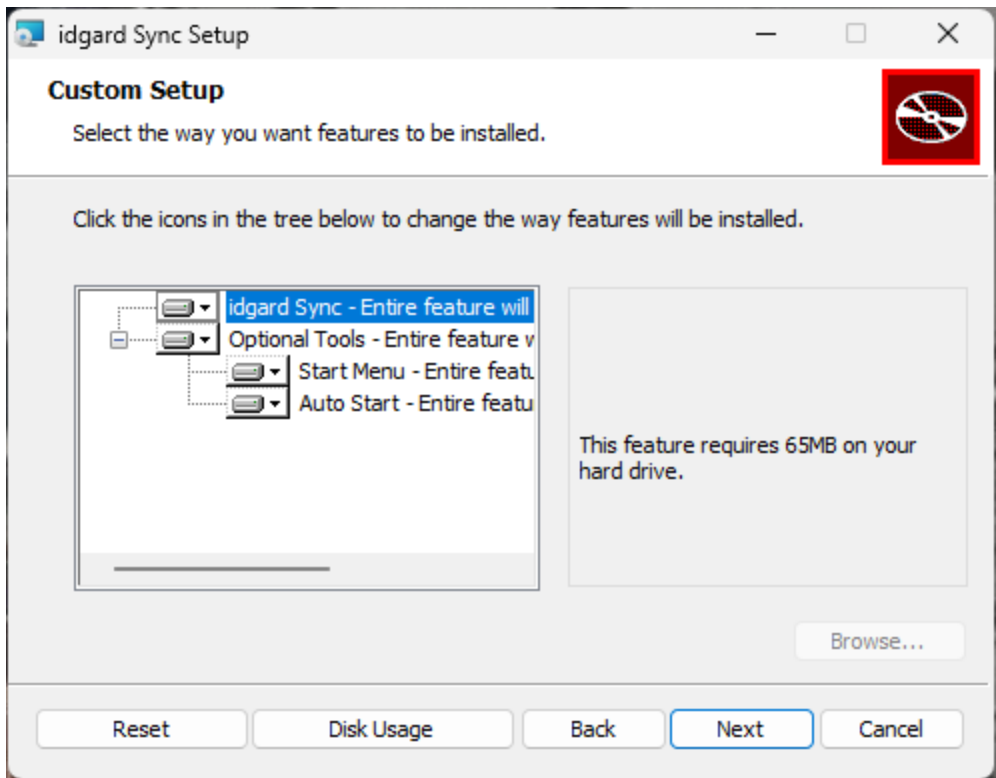 idgard Sync Setup
Custom Setup
Select the way you want features to be installed.
Click the icons in the tree below to change the way features will be installed.
idgard Sync - Entire feature will
Optional Tools - Entire feature
Start Menu - Entire
Auto Start - Entire
This feature requires 65MB on your
hard drive.
Browse...
Reset
Disk Usage
Back
Next
Cancel